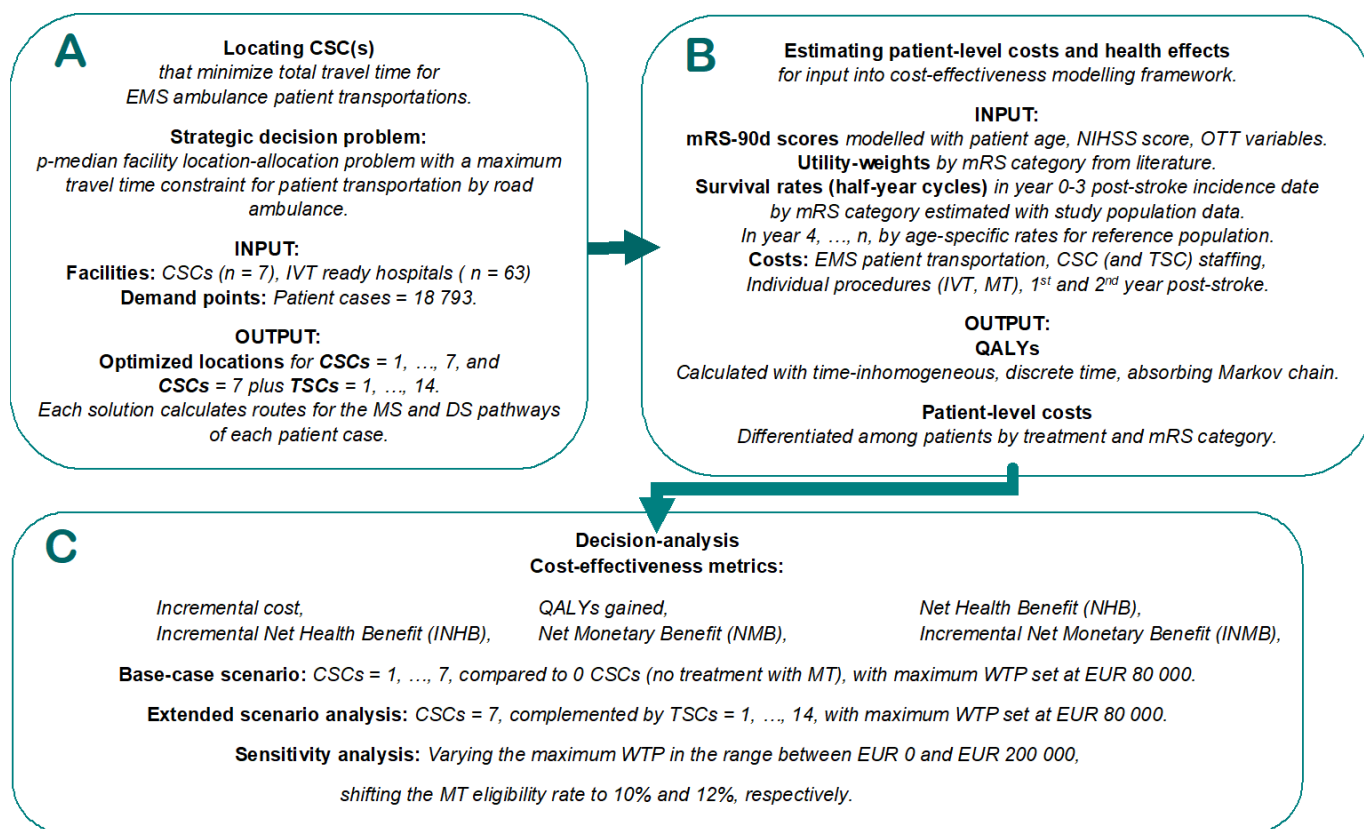 A
Locating CSC(s)
that minimize total travel time for
EMS ambulance patient transportations.
Strategic decision problem:
p-median facility location-allocation problem with a maximum
travel time constraint for patient transportation by road
ambulance.
INPUT:
Facilities: CSCs (n = 7), IVT ready hospitals ( n = 63)
Demand points: Patient cases = 18 793.
OUTPUT:
Optimized locations for CSCs = 1, …, 7, and
CSCs = 7 plus TSCs = 1, …, 14.
Each solution calculates routes for the MS and DS pathways
of each patient case.
B
Estimating patient-level costs and health effects
for input into cost-effectiveness modelling framework.
INPUT:
mRS-90d scores modelled with patient age, NIHSS score, OTT variables.
Utility-weights by mRS category from literature.
Survival rates (half-year cycles) in year 0-3 post-stroke incidence date
by mRS category estimated with study population data.
In year 4, …, n, by age-specific rates for reference population.
Costs: EMS patient transportation, CSC (and TSC) staffing,
Individual procedures (IVT, MT), 1st and 2nd year post-stroke.
OUTPUT:
QALYs
Calculated with time-inhomogeneous, discrete time, absorbing Markov chain.
Patient-level costs
Differentiated among patients by treatment and mRS category.
C
Decision-analysis
Cost-effectiveness metrics:
Incremental cost, QALYs gained, Net Health Benefit (NHB),
Incremental Net Health Benefit (INHB), Net Monetary Benefit (NMB), Incremental Net Monetary Benefit (INMB),
Base-case scenario: CSCs = 1, …, 7, compared to 0 CSCs (no treatment with MT), with maximum WTP set at EUR 80 000.
Extended scenario analysis: CSCs = 7, complemented by TSCs = 1, …, 14, with maximum WTP set at EUR 80 000.
Sensitivity analysis: Varying the maximum WTP in the range between EUR 0 and EUR 200 000,
shifting the MT eligibility rate to 10% and 12%, respectively.